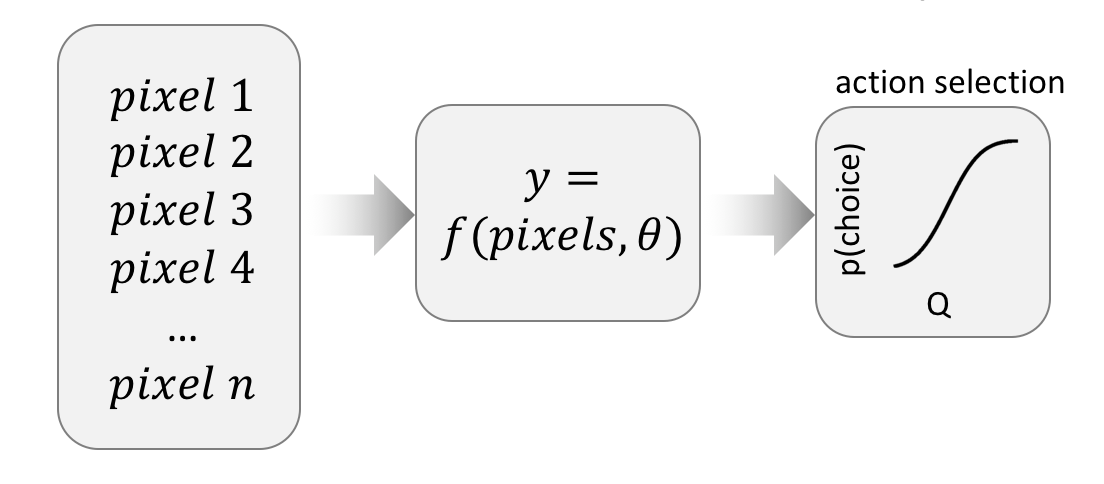 pixel 1
pixel 2
pixel 3
pixel 4
...
pixel n
y =
f(pixels, θ)
action selection
p(choice)
Q